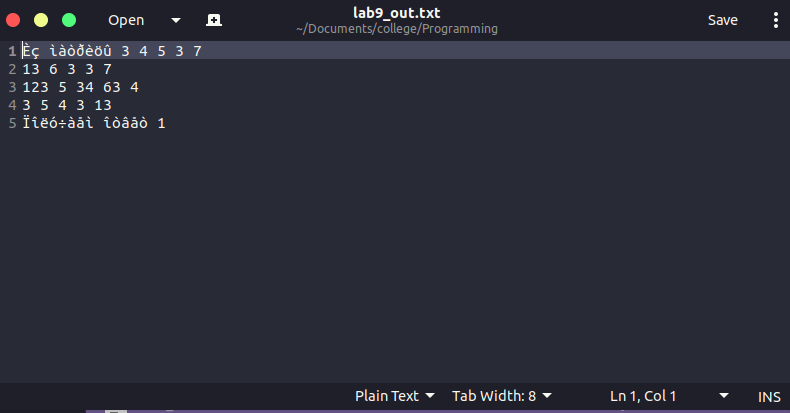 Open
lab9_out.txt
~/Documents/college/Programming
Save
1 Èç ìàòðèöû 3 4 5 3 7
2 13 6 3 3 7
3 123 5 34 63 4
4 3 5 4 3 13
5 Ïîëó÷àåì îòâåò 1
Plain Text Tab Width: 8 Ln 1, Col 1 INS